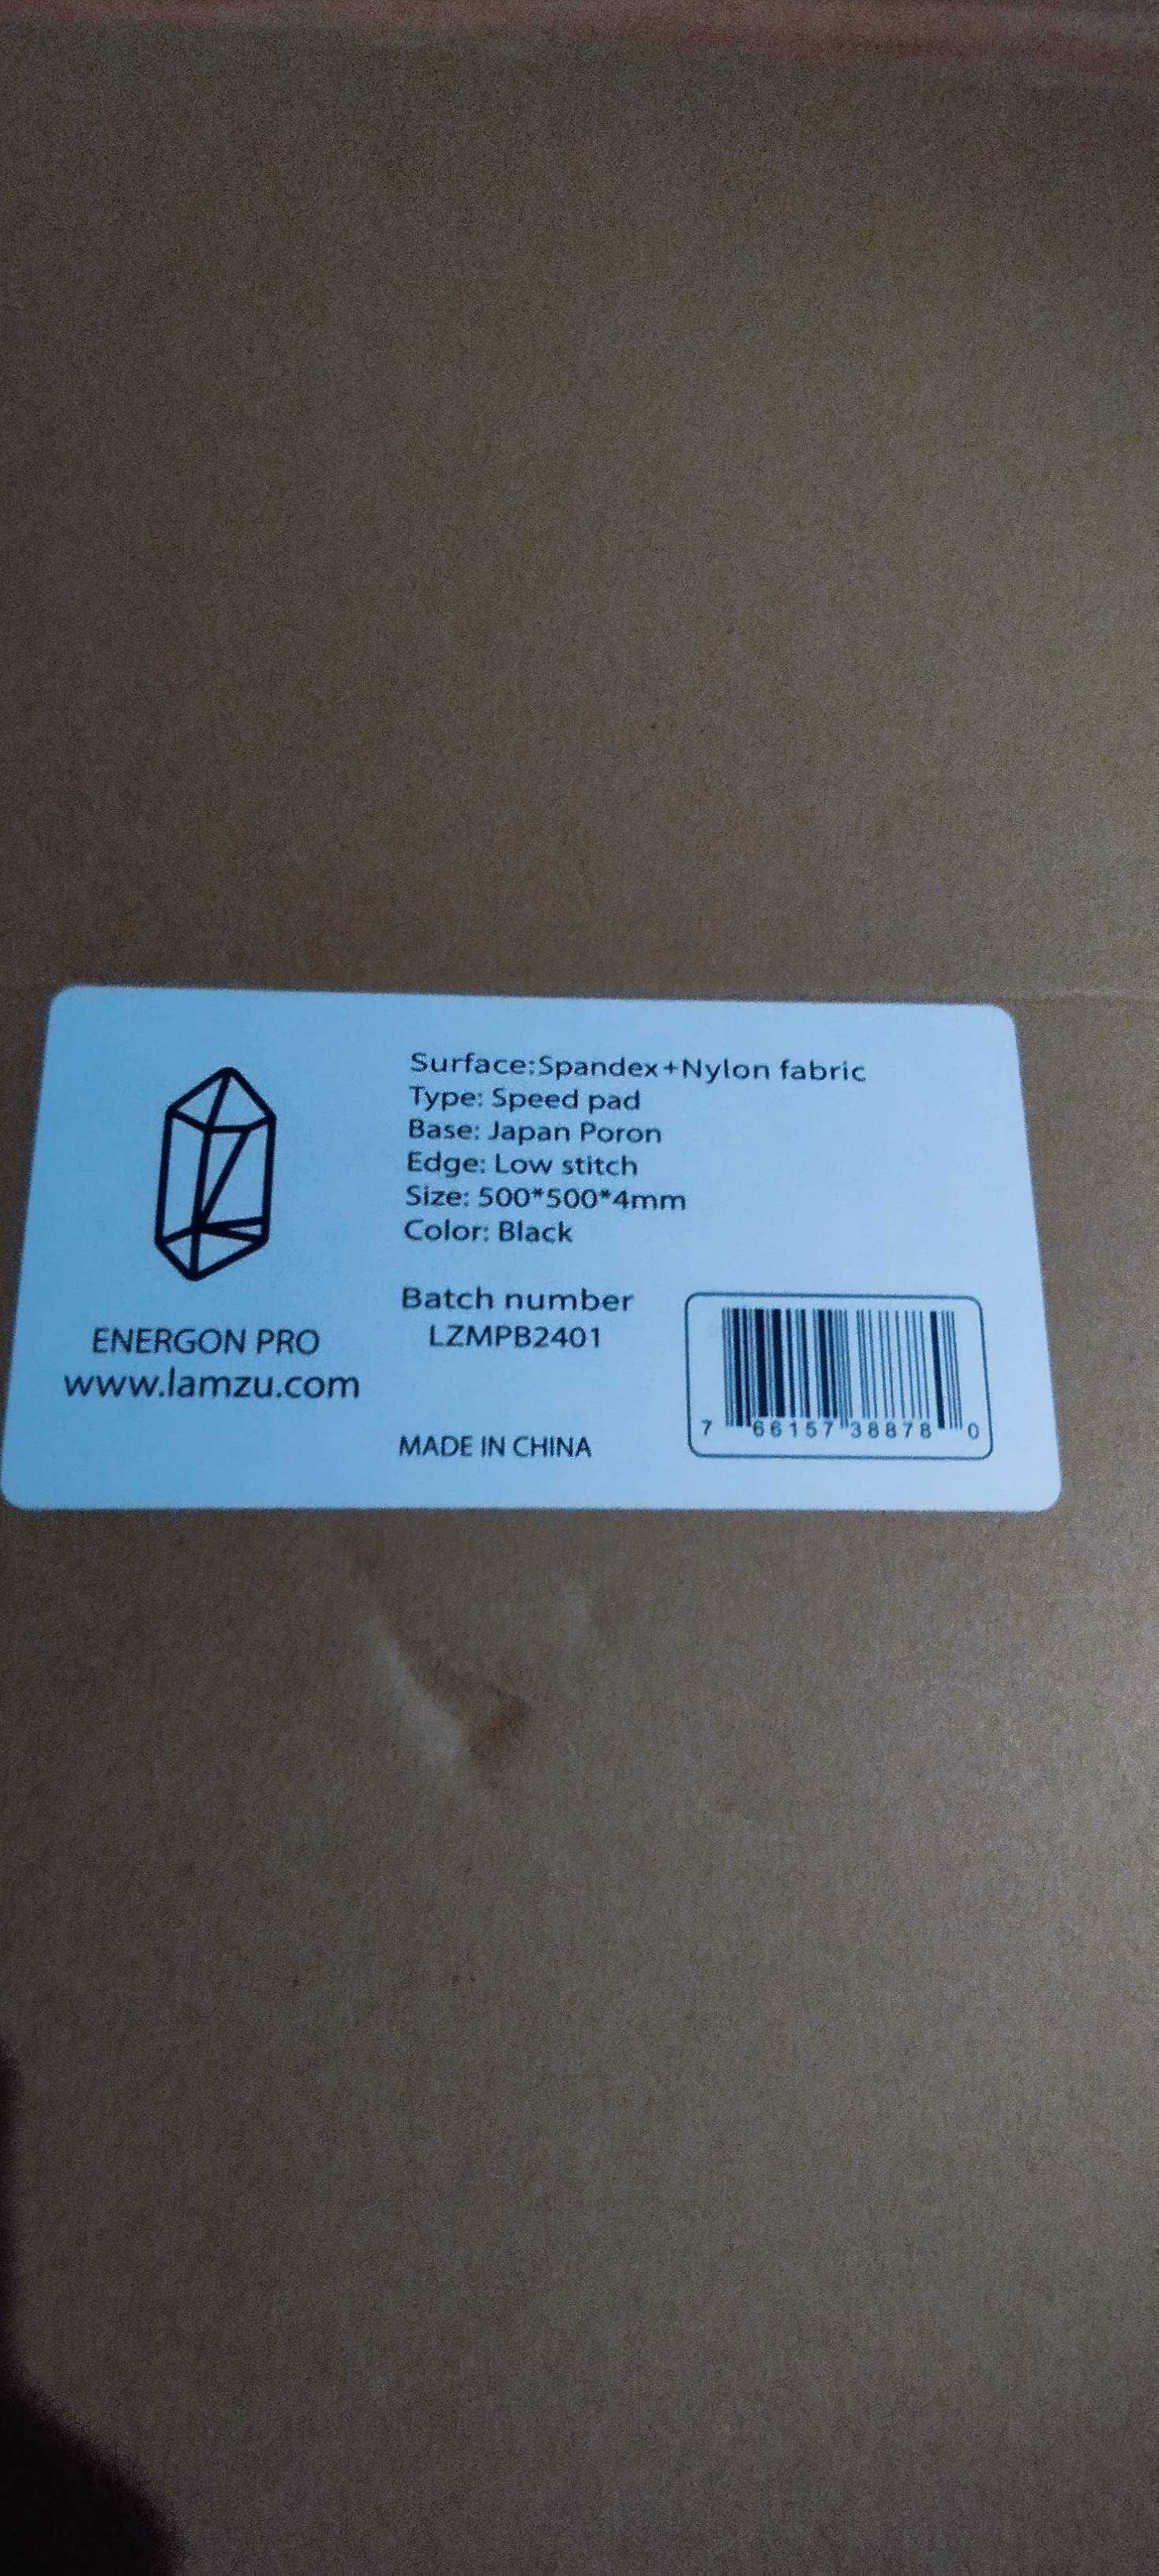 Surface:Spandex+Nylon fabric
Type: Speed pad
Base: Japan Poron
Edge: Low stitch
Size: 500*500*4mm
Color: Black
ENERGON PRO
www.lamzu.com
Batch number
LZMPB2401
MADE IN CHINA
7 66157 38878 0